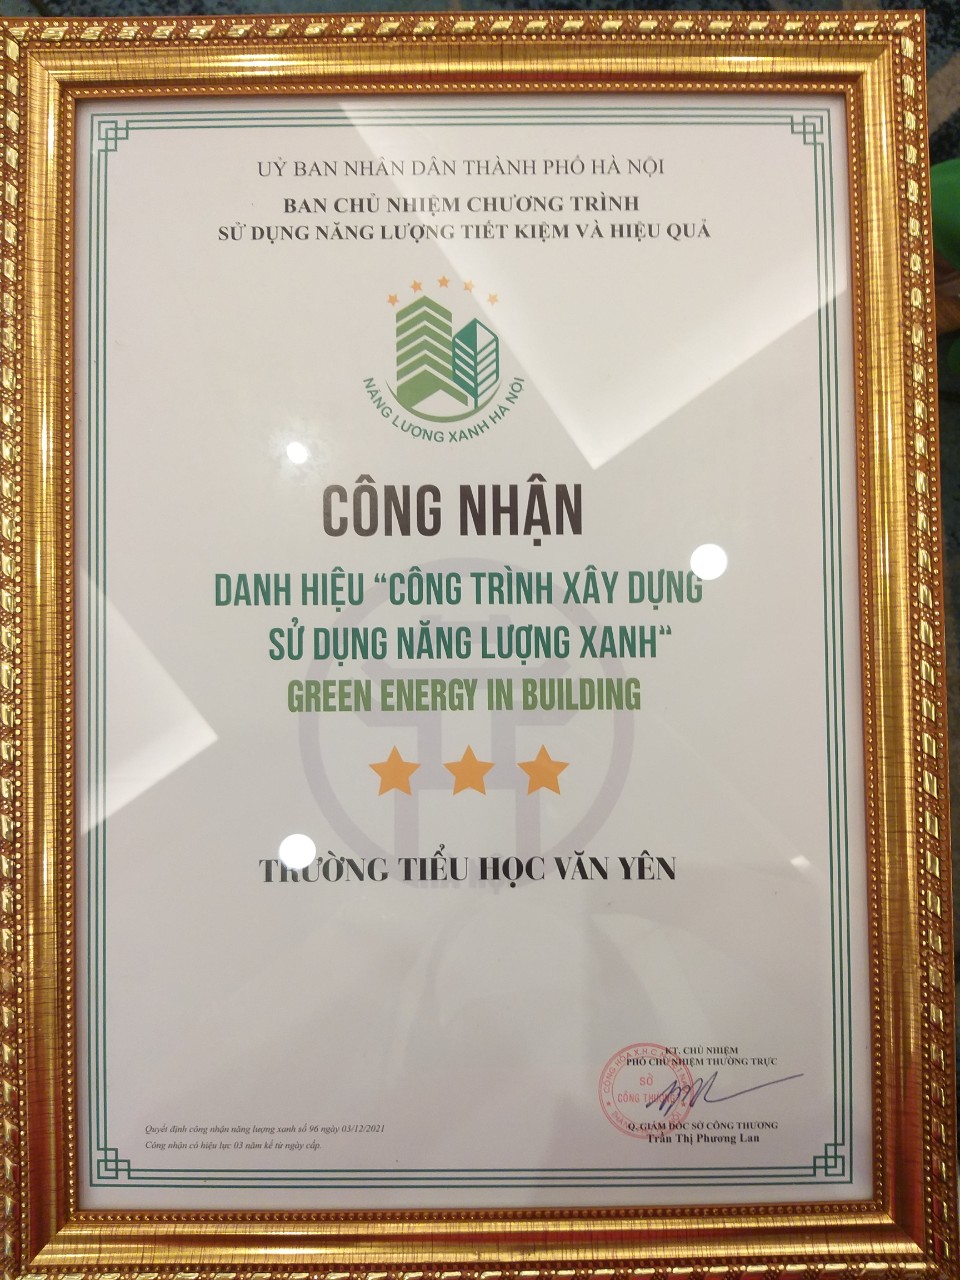 UỶ BAN NHÂN DÂN THÀNH PHỐ HÀ NỘI
BAN CHỦ NHIỆM CHƯƠNG TRÌNH
SỬ DỤNG NĂNG LƯỢNG TIẾT KIỆM VÀ HIỆU QUẢ
NĂNG LƯỢNG XANH HÀ NỘI
CÔNG NHẬN
DANH HIỆU “CÔNG TRÌNH XÂY DỰNG
SỬ DỤNG NĂNG LƯỢNG XANH“
GREEN ENERGY IN BUILDING
TRƯỜNG TIỂU HỌC VĂN YÊN
KT. CHỦ NHIỆM
PHÓ CHỦ NHIỆM THƯỜNG TRỰC
SỞ
CÔNG THƯƠNG
Q. GIÁM ĐỐC SỞ CÔNG THƯƠNG
Trần Thị Phương Lan
Quyết định công nhận năng lượng xanh số 96 ngày 03/12/2021
Công nhận có hiệu lực 03 năm kể từ ngày cấp.